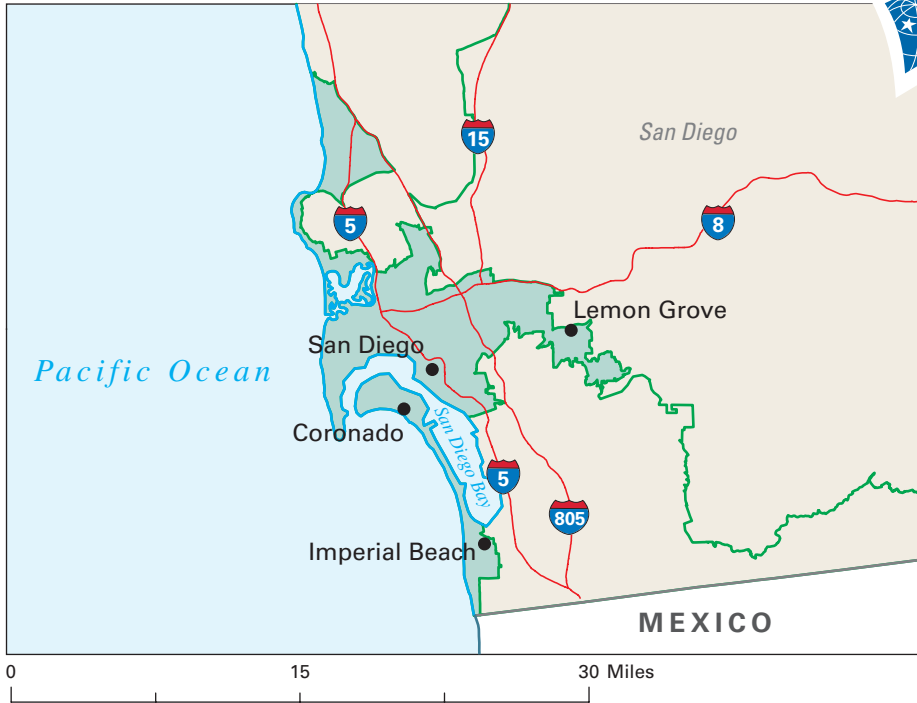 15
San Diego
5
8
Lemon Grove
San Diego
Pacific Ocean
Coronado
San Diego Bay
5
805
Imperial Beach
MEXICO
0 15 30 Miles